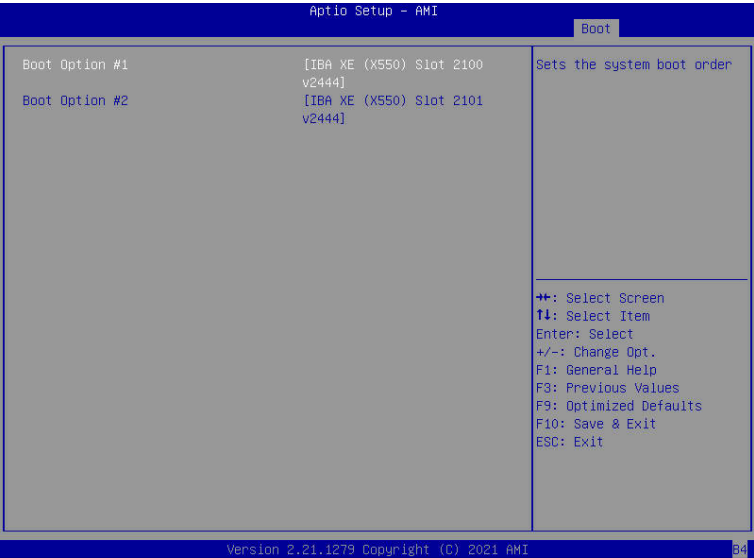 Aptio Setup – AMI
Boot
Boot Option #1 [IBA XE (X550) Slot 2100
v2444]
Boot Option #2 [IBA XE (X550) Slot 2101
v2444]
Sets the system boot order
→←: Select Screen
↑↓: Select Item
Enter: Select
+/-: Change Opt.
F1: General Help
F3: Previous Values
F9: Optimized Defaults
F10: Save & Exit
ESC: Exit
Version 2.21.1279 Copyright (C) 2021 AMI
B4